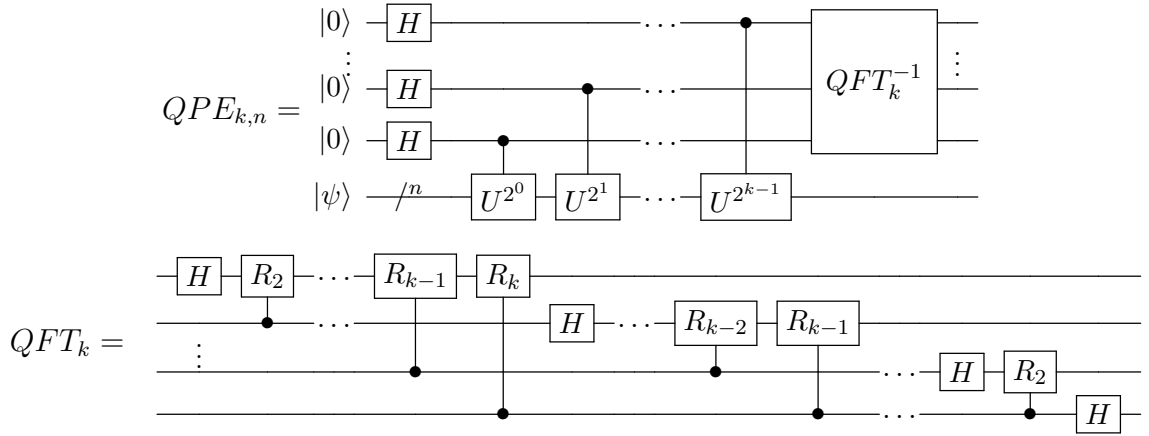 |0⟩ H … QFT_k^{-1}
⋮ ⋮
|0⟩ H …
QPE_{k,n} =
|0⟩ H …
|ψ⟩ /^n U^{2^0} U^{2^1} … U^{2^{k-1}}
H R_2 … R_{k-1} R_k
… H … R_{k-2} R_{k-1}
QFT_k =
⋮ … H R_2
… H